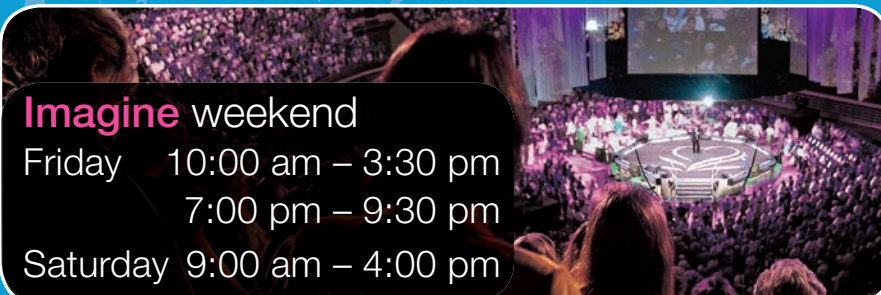 Imagine weekend
Friday 10:00 am – 3:30 pm
7:00 pm – 9:30 pm
Saturday 9:00 am – 4:00 pm